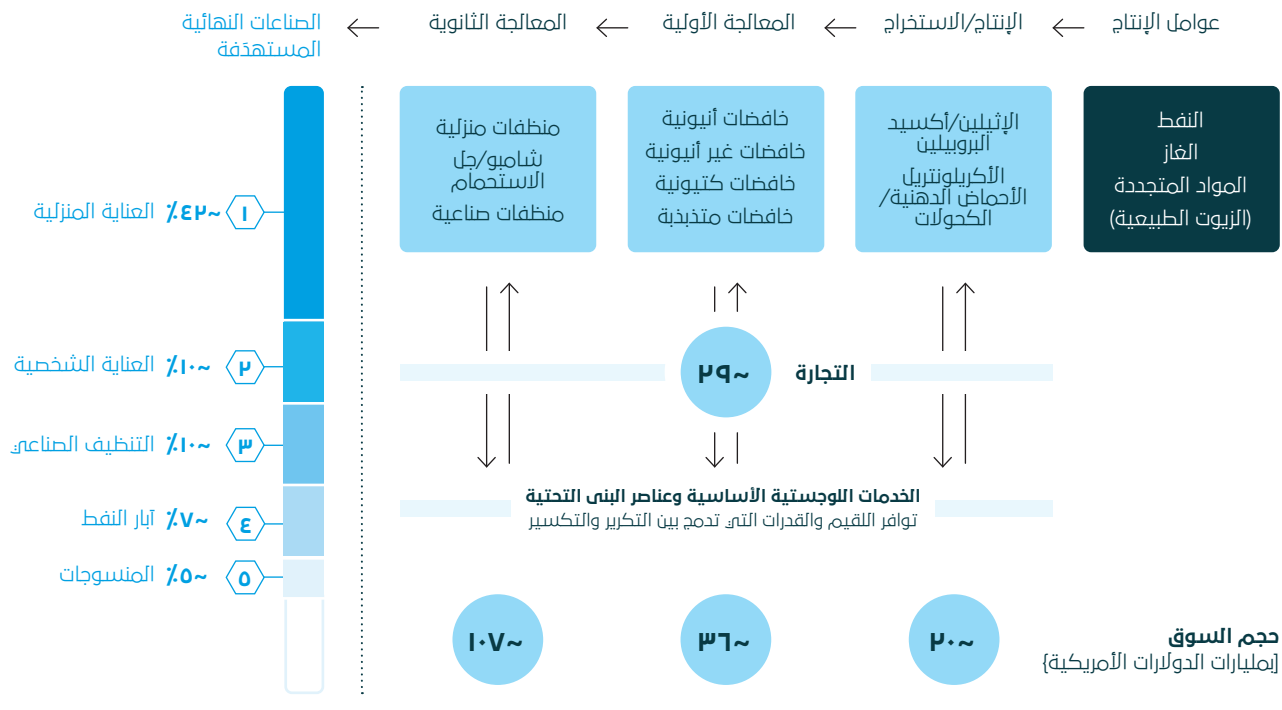 عوامل الإنتاج
الإنتاج/الاستخراج
المعالجة الأولية
المعالجة الثانوية
الصناعات النهائية
المستهدَفة
النفط
الغاز
المواد المتجددة
(الزيوت الطبيعية)
الإثيلين/أكسيد
البروبيلين
الأكريلونتريل
الأحماض الدهنية/
الكحولات
خافضات أنيونية
خافضات غير أنيونية
خافضات كتيونية
خافضات متذبذبة
منظفات منزلية
شامبو/جل
الاستحمام
منظفات صناعية
١ ~٤٢٪ العناية المنزلية
٢ ~١٠٪ العناية الشخصية
٣ ~١٠٪ التنظيف الصناعي
٤ ~٧٪ آبار النفط
٥ ~٥٪ المنسوجات
التجارة
~٢٩
الخدمات اللوجستية الأساسية وعناصر البنى التحتية
توافر اللقيم والقدرات التي تدمج بين التكرير والتكسير
حجم السوق
[بمليارات الدولارات الأمريكية}
~٢٠
~٣٦
~١٠٧